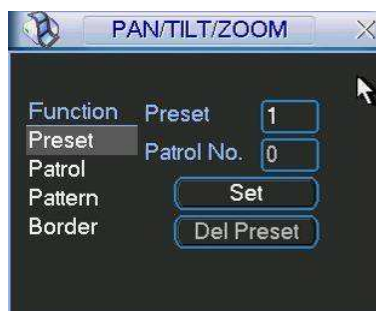 PAN/TILT/ZOOM
Function Preset 1
Preset
Patrol No. 0
Patrol
Set
Pattern
Border
Del Preset